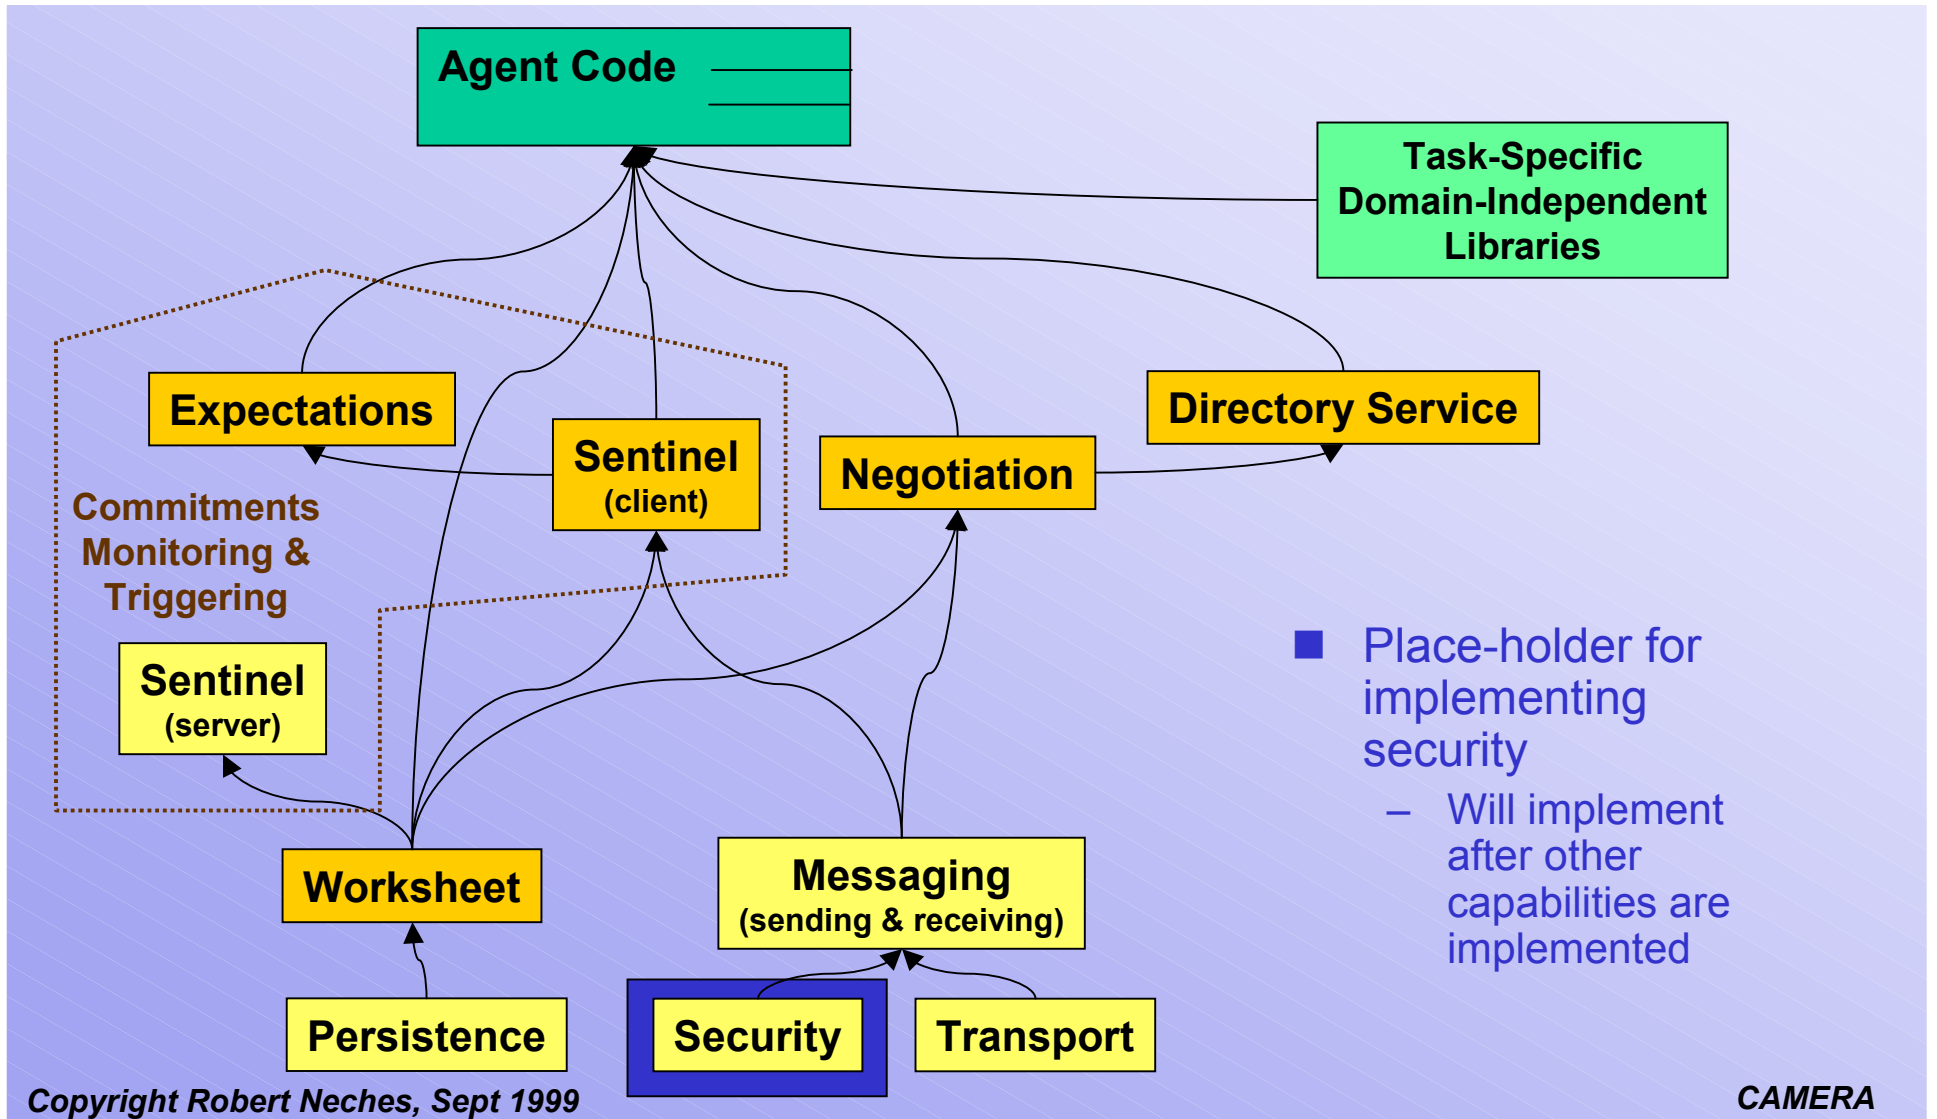 Agent Code
Task-Specific
Domain-Independent
Libraries
Expectations
Sentinel
(client)
Negotiation
Directory Service
Commitments
Monitoring &
Triggering
Sentinel
(server)
Place-holder for
implementing
security
– Will implement
after other
capabilities are
implemented
Worksheet
Messaging
(sending & receiving)
Persistence
Security
Transport
Copyright Robert Neches, Sept 1999
CAMERA